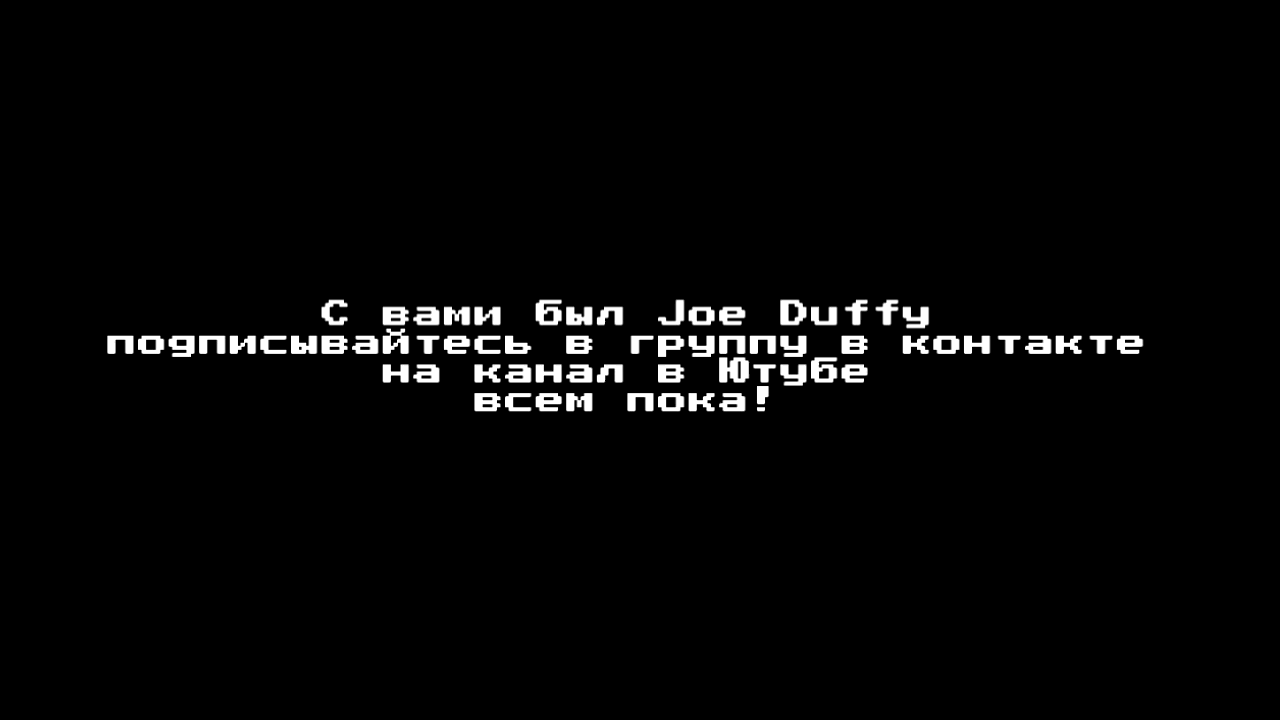 С вами был Joe Duffy
подписывайтесь в группу в контакте
на канал в Ютубе
всем пока!